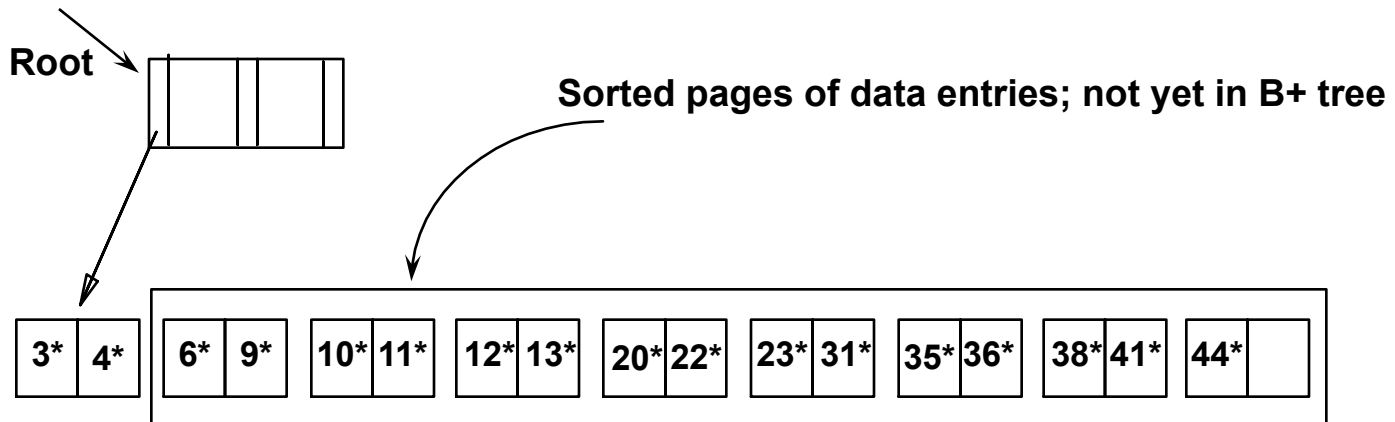 Root
Sorted pages of data entries; not yet in B+ tree
3* 4* 6* 9* 10* 11* 12* 13* 20* 22* 23* 31* 35* 36* 38* 41* 44*